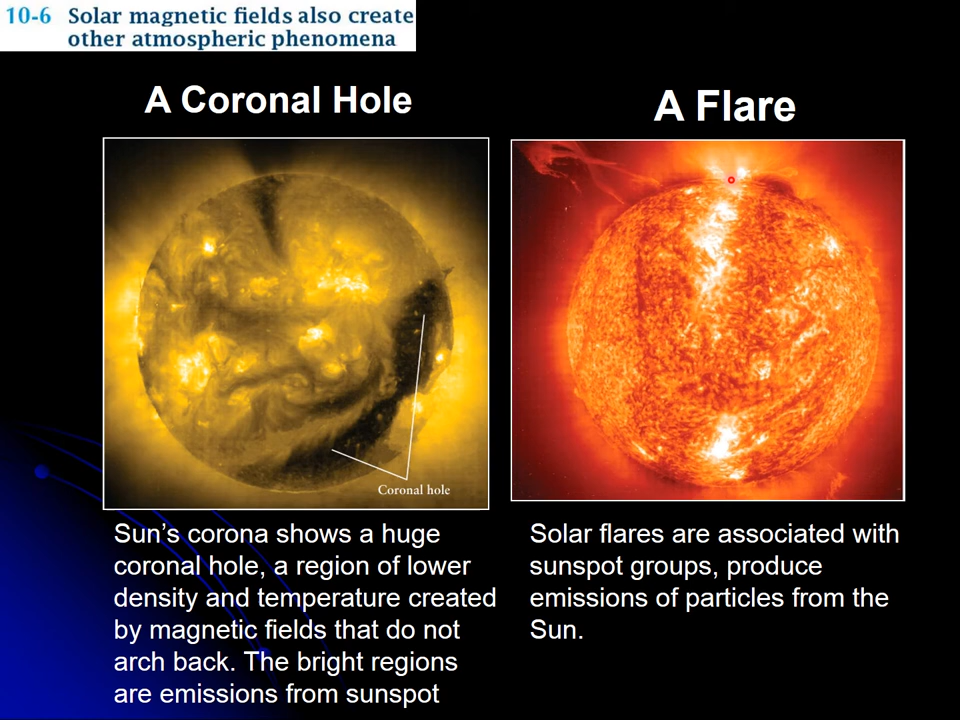 10-6 Solar magnetic fields also create
other atmospheric phenomena
A Coronal Hole
A Flare
Coronal hole
Sun’s corona shows a huge
coronal hole, a region of lower
density and temperature created
by magnetic fields that do not
arch back. The bright regions
are emissions from sunspot
Solar flares are associated with
sunspot groups, produce
emissions of particles from the
Sun.